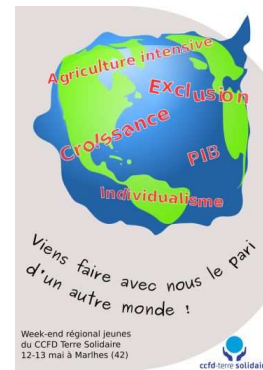 Agriculture intensive
Exclusion
Croissance
PIB
Individualisme
Viens faire avec nous le pari
d'un autre monde !
Week-end régional jeunes
du CCFD Terre Solidaire
12-13 mai à Marlhes (42)
ccfd-terre solidaire